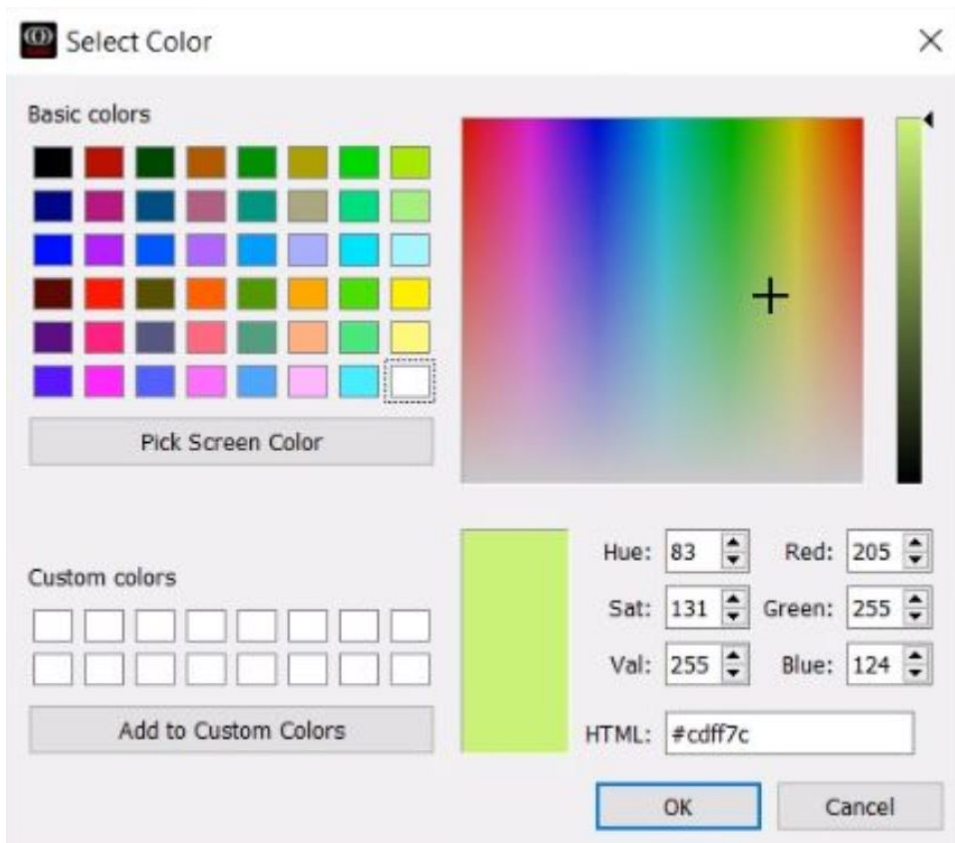 Select Color
Basic colors
Pick Screen Color
Custom colors
Add to Custom Colors
Hue: 83 Red: 205
Sat: 131 Green: 255
Val: 255 Blue: 124
HTML: #cdff7c
OK Cancel